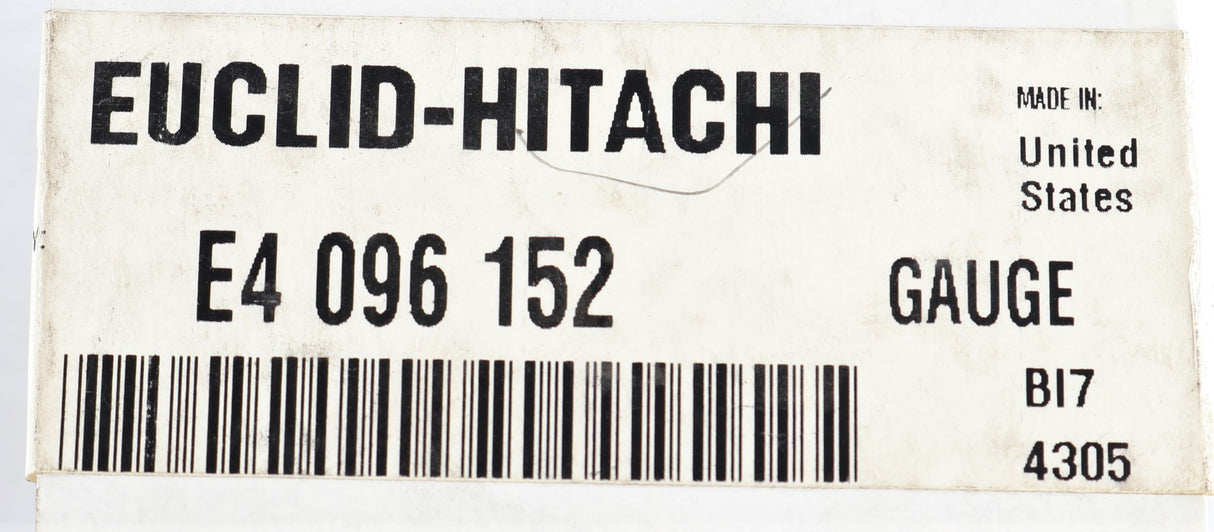 EUCLID-HITACHI
MADE IN:
United
States
E4 096 152
GAUGE
BI7
4305